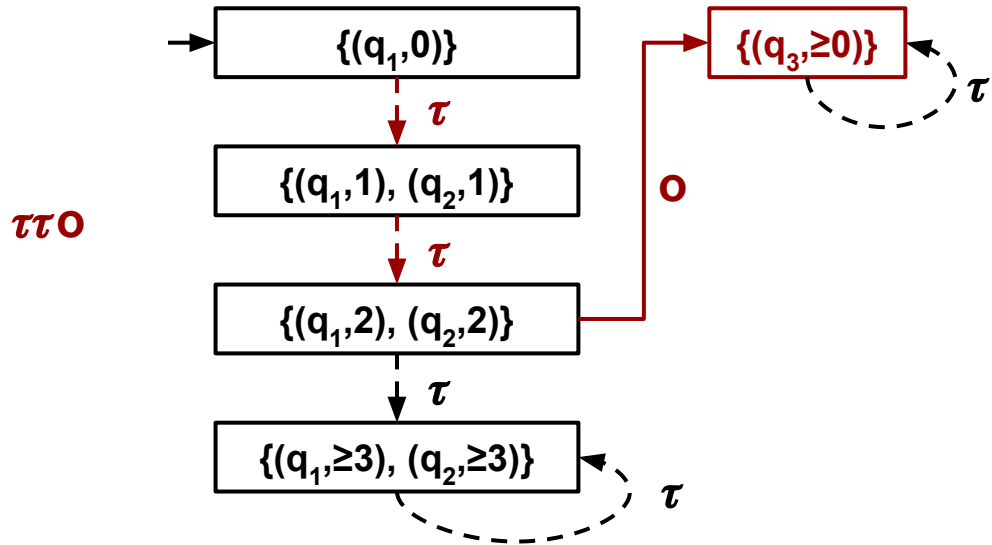 {(q₁,0)}
{(q₃,≥0)}
τ
τ
{(q₁,1), (q₂,1)}
o
ττo
τ
{(q₁,2), (q₂,2)}
τ
{(q₁,≥3), (q₂,≥3)}
τ